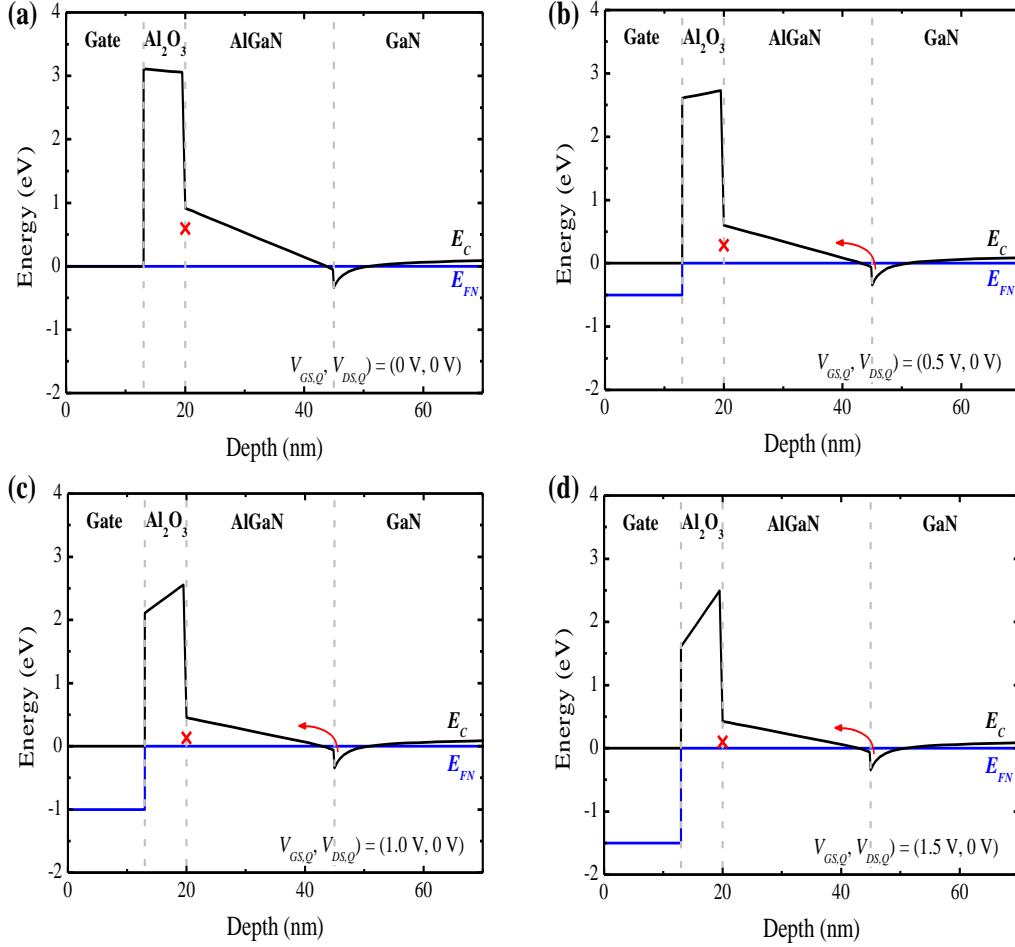 (a)
Gate Al2O3 AlGaN GaN
4
3
2
1
0
-1
-2
Energy (eV)
EC
EFN
VGS,Q, VDS,Q) = (0 V, 0 V)
0 20 40 60
Depth (nm)
(b)
Gate Al2O3 AlGaN GaN
4
3
2
1
0
-1
-2
Energy (eV)
EC
EFN
VGS,Q, VDS,Q) = (0.5 V, 0 V)
0 20 40 60
Depth (nm)
(c)
Gate Al2O3 AlGaN GaN
4
3
2
1
0
-1
-2
Energy (eV)
EC
EFN
VGS,Q, VDS,Q) = (1.0 V, 0 V)
0 20 40 60
Depth (nm)
(d)
Gate Al2O3 AlGaN GaN
4
3
2
1
0
-1
-2
Energy (eV)
EC
EFN
VGS,Q, VDS,Q) = (1.5 V, 0 V)
0 20 40 60
Depth (nm)